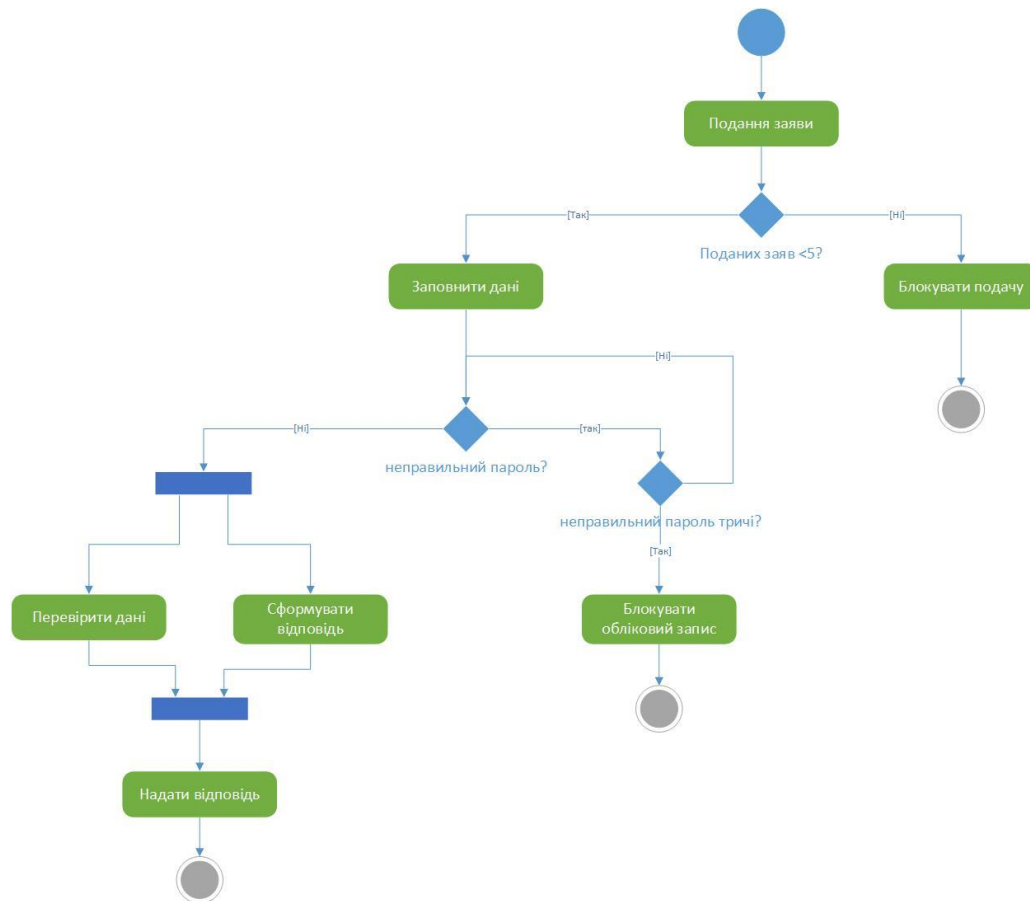 Подання заяви
[Так]
[Ні]
Поданих заяв <5?
Заповнити дані
Блокувати подачу
[Ні]
[Ні]
[так]
неправильний пароль?
неправильний пароль тричі?
[Так]
Перевірити дані
Сформувати
відповідь
Блокувати
обліковий запис
Надати відповідь